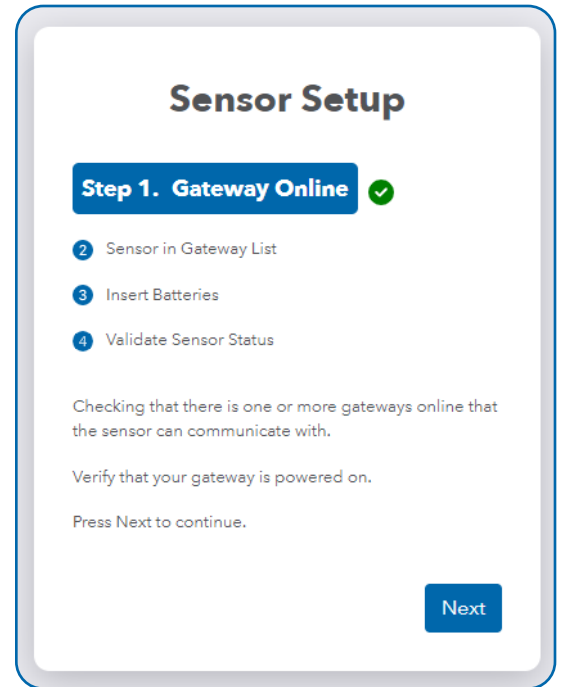 Sensor Setup
Step 1. Gateway Online
2 Sensor in Gateway List
3 Insert Batteries
4 Validate Sensor Status
Checking that there is one or more gateways online that
the sensor can communicate with.
Verify that your gateway is powered on.
Press Next to continue.
Next